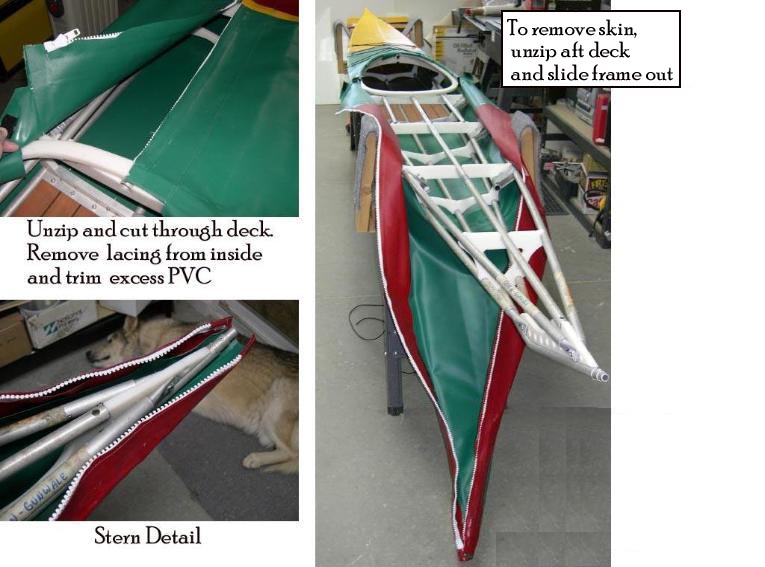 To remove skin,
unzip aft deck
and slide frame out
Unzip and cut through deck.
Remove lacing from inside
and trim excess PVC
-GUNWALE
Stern Detail